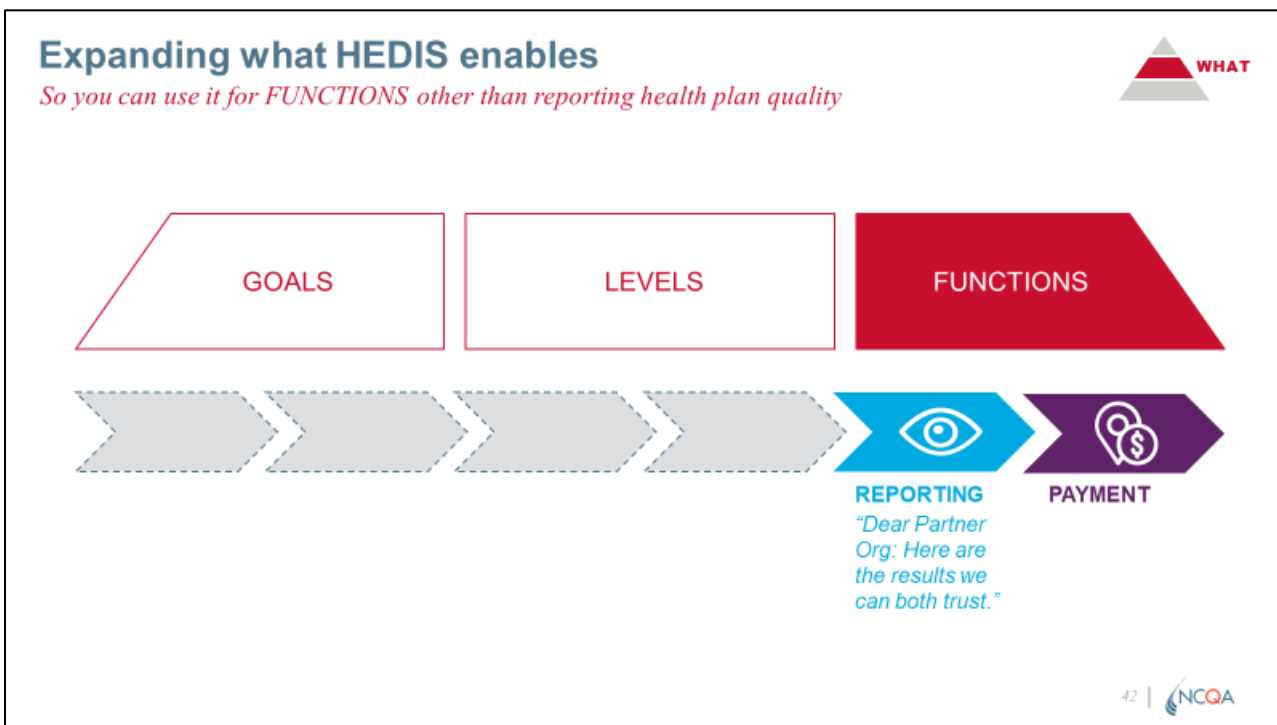 Expanding what HEDIS enables
So you can use it for FUNCTIONS other than reporting health plan quality
WHAT
GOALS
LEVELS
FUNCTIONS
$
REPORTING
“Dear Partner
Org: Here are
the results we
can both trust.”
PAYMENT
42
NCQA